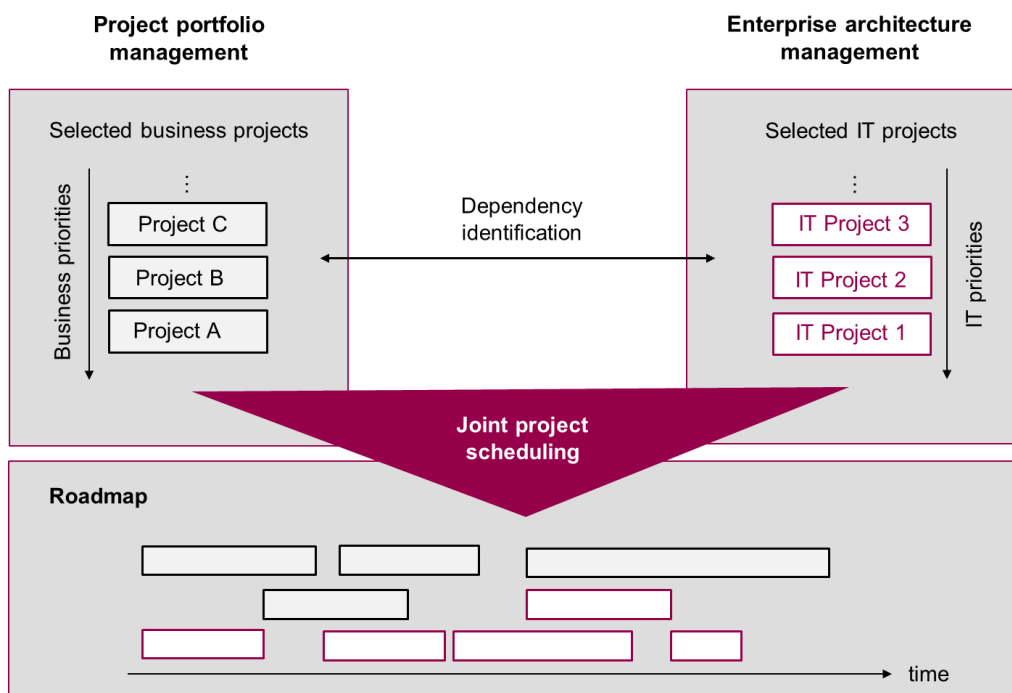 Project portfolio
management
Enterprise architecture
management
Selected business projects
Business priorities
⋮
Project C
Project B
Project A
Dependency
identification
Selected IT projects
⋮
IT Project 3
IT Project 2
IT Project 1
IT priorities
Joint project
scheduling
Roadmap
time